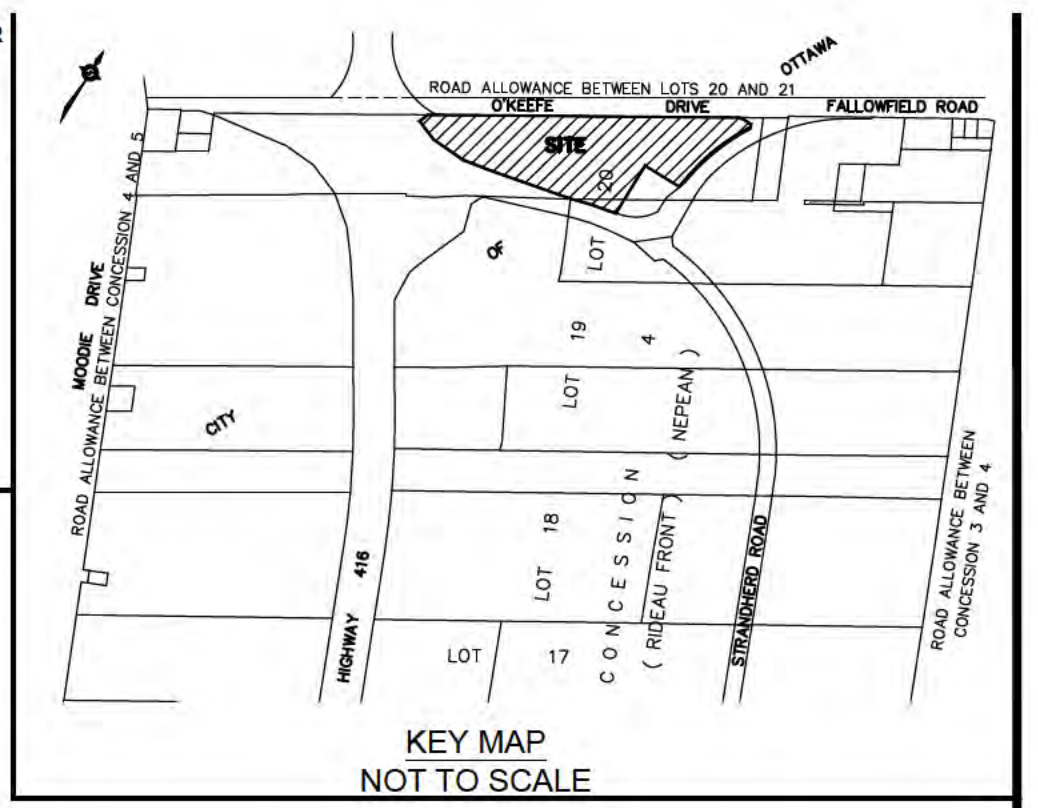 OTTAWA
ROAD ALLOWANCE BETWEEN LOTS 20 AND 21
O'KEEFE DRIVE
FALLOWFIELD ROAD
SITE
20
LOT
OF
MOODIE DRIVE
ROAD ALLOWANCE BETWEEN CONCESSION 4 AND 5
CITY
LOT 19
4
LOT 18
CONCESSION
( NEPEAN )
( RIDEAU FRONT )
HIGHWAY 416
STRANDHERD ROAD
ROAD ALLOWANCE BETWEEN
CONCESSION 3 AND 4
LOT 17
KEY MAP
NOT TO SCALE